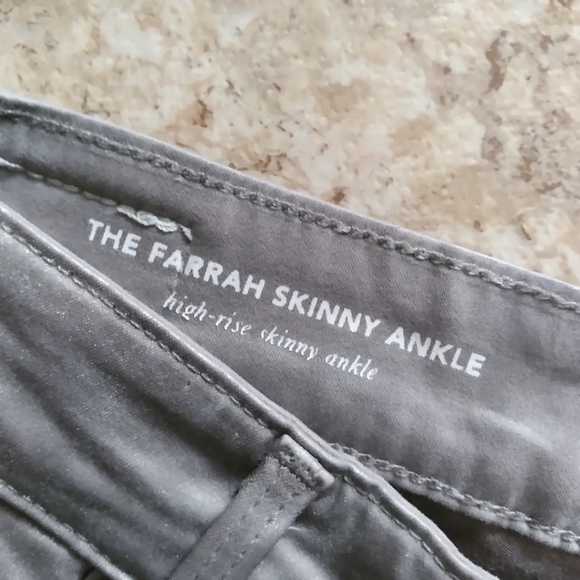 THE FARRAH SKINNY ANKLE
high-rise skinny ankle